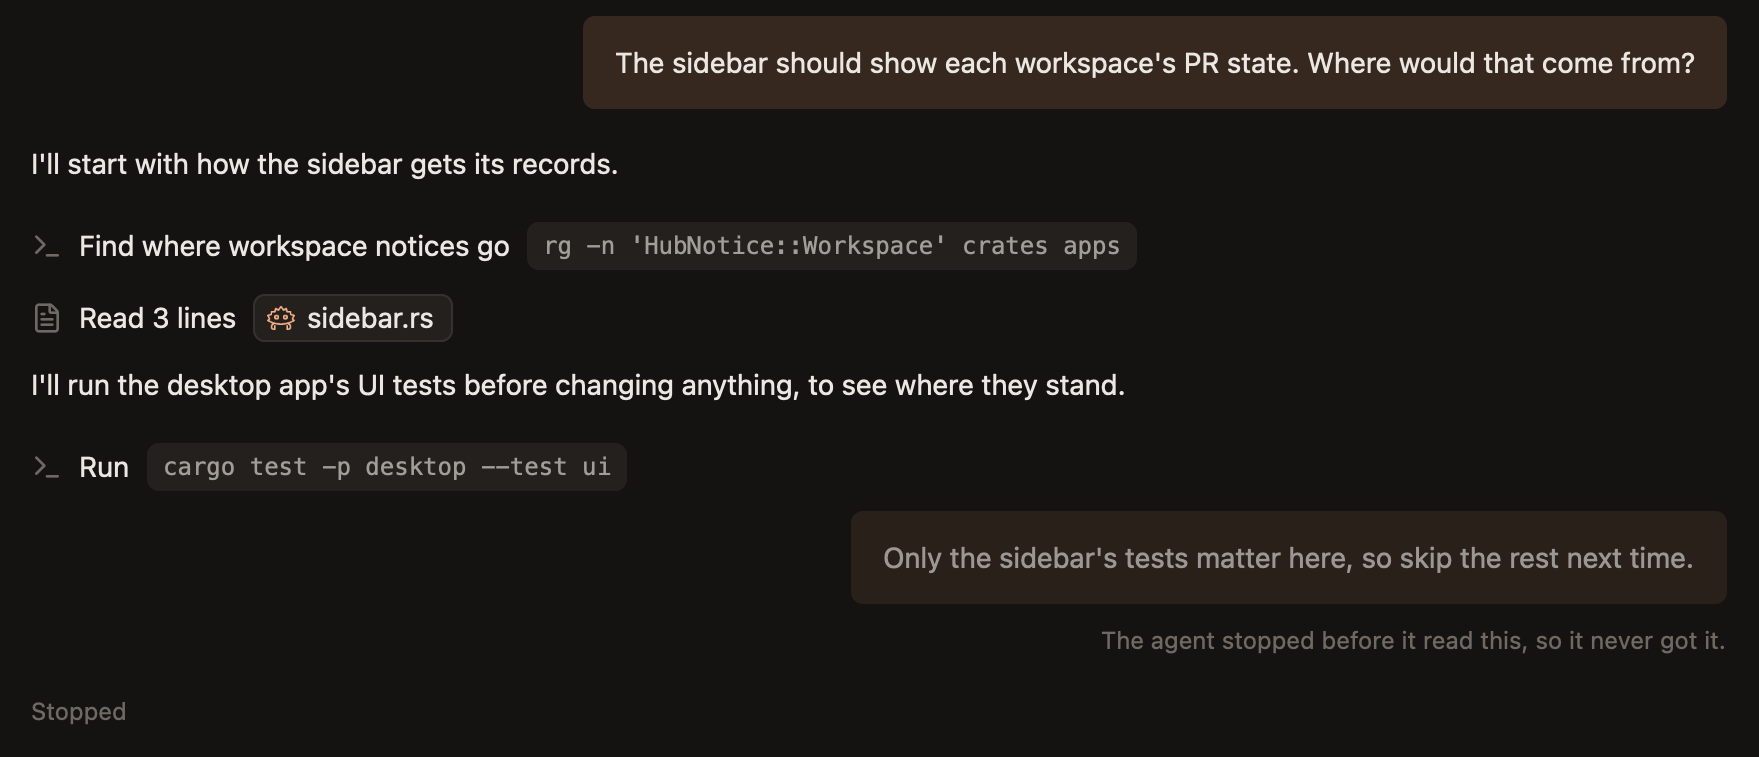 The sidebar should show each workspace's PR state. Where would that come from?
I'll start with how the sidebar gets its records.
Find where workspace notices go rg -n 'HubNotice::Workspace' crates apps
Read 3 lines sidebar.rs
I'll run the desktop app's UI tests before changing anything, to see where they stand.
Run cargo test -p desktop --test ui
Only the sidebar's tests matter here, so skip the rest next time.
The agent stopped before it read this, so it never got it.
Stopped